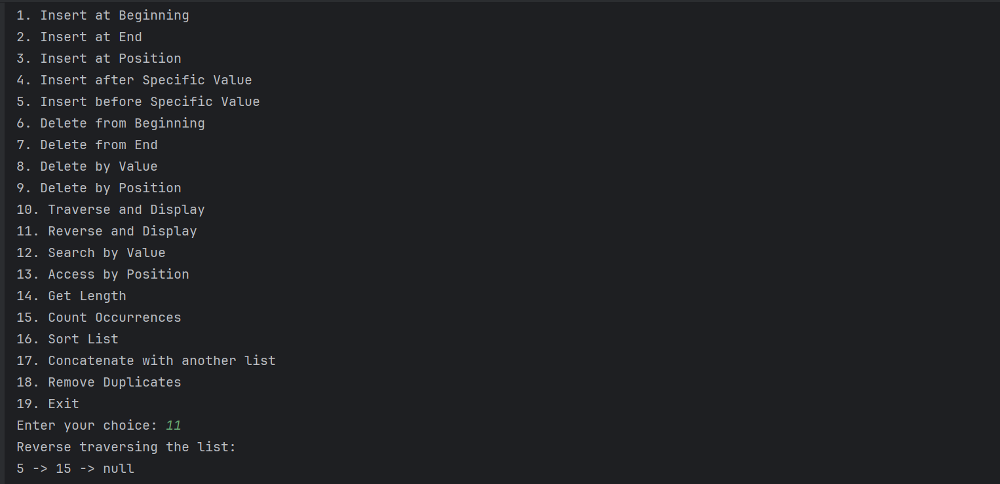 1. Insert at Beginning
2. Insert at End
3. Insert at Position
4. Insert after Specific Value
5. Insert before Specific Value
6. Delete from Beginning
7. Delete from End
8. Delete by Value
9. Delete by Position
10. Traverse and Display
11. Reverse and Display
12. Search by Value
13. Access by Position
14. Get Length
15. Count Occurrences
16. Sort List
17. Concatenate with another list
18. Remove Duplicates
19. Exit
Enter your choice: 11
Reverse traversing the list:
5 -> 15 -> null